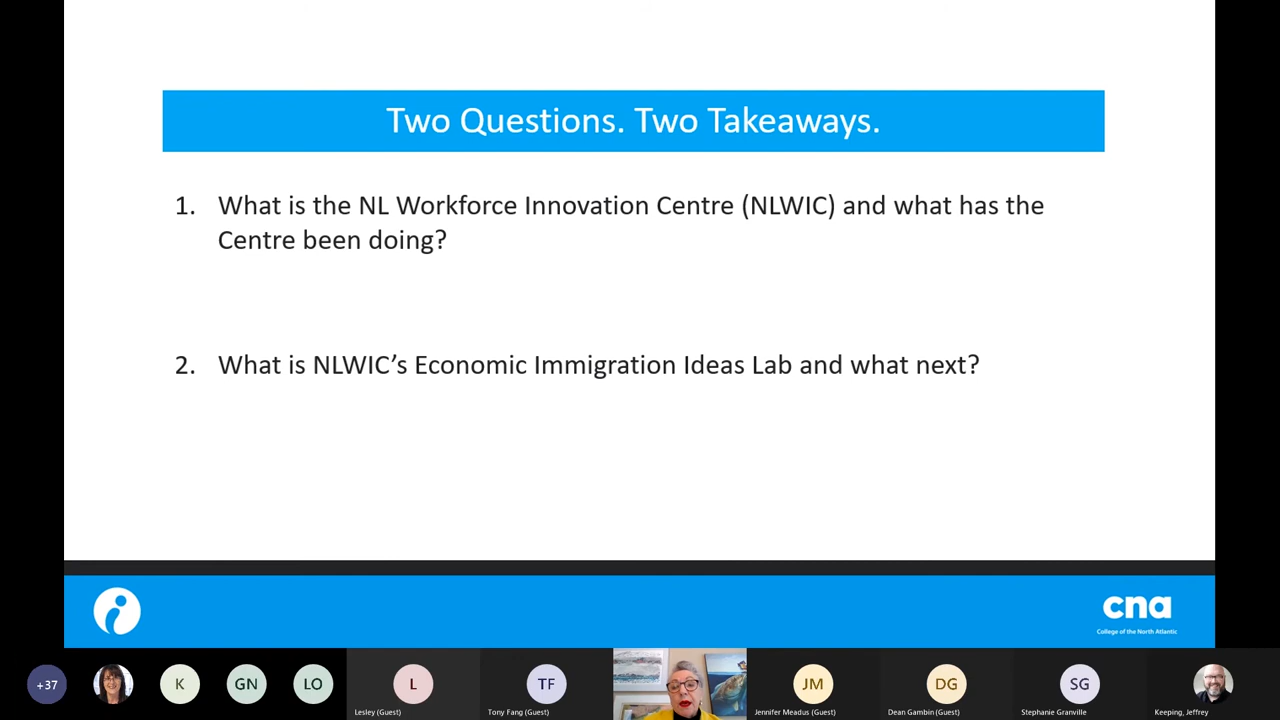 Two Questions. Two Takeaways.
1. What is the NL Workforce Innovation Centre (NLWIC) and what has the
Centre been doing?
2. What is NLWIC’s Economic Immigration Ideas Lab and what next?
cna
College of the North Atlantic
+37
K
GN
LO
L
TF
JM
DG
SG
Lesley (Guest)
Tony Fang (Guest)
Jennifer Meadus (Guest)
Dean Gambin (Guest)
Stephanie Granville
Keeping, Jeffrey